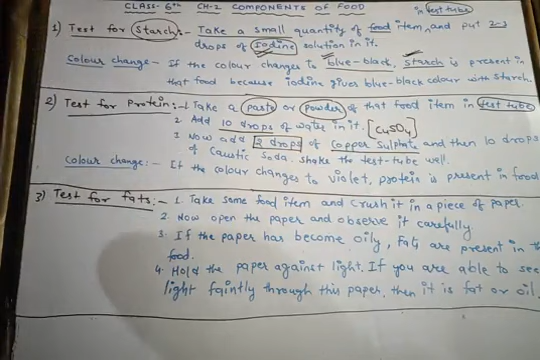 CLASS- 6th CH-2 COMPONENTS OF FOOD
in test tube
1) Test for Starch:- Take a small quantity of food item, and put 2-3
drops of Iodine solution in it.
Colour change- If the colour changes to blue-black, Starch is present in
that food because iodine gives blue-black colour with starch.
2) Test for Protein:- 1. Take a paste or powder of that food item in test tube
2. Add 10 drops of water in it. [CuSO4]
3. Now add 2 drops of Copper Sulphate and then 10 drops
of Caustic Soda. Shake the test-tube well.
Colour change:- If the colour changes to violet, protein is present in food
3) Test for fats:- 1. Take some food item and crush it in a piece of paper.
2. Now open the paper and observe it carefully.
3. If the paper has become oily, Fats are present in th
food.
4. Hold the paper against light. If you are able to see
light faintly through this paper, then it is fat or oil.